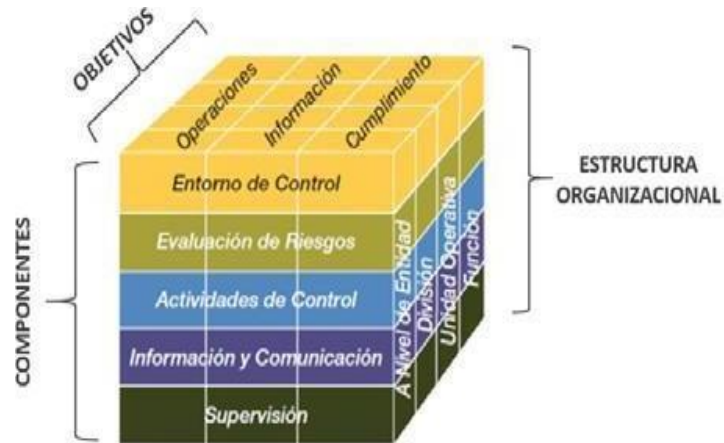 OBJETIVOS
Operaciones
Información
Cumplimiento
Entorno de Control
Evaluación de Riesgos
Actividades de Control
Información y Comunicación
Supervisión
COMPONENTES
A Nivel de Entidad
División
Unidad Operativa
Función
ESTRUCTURA
ORGANIZACIONAL